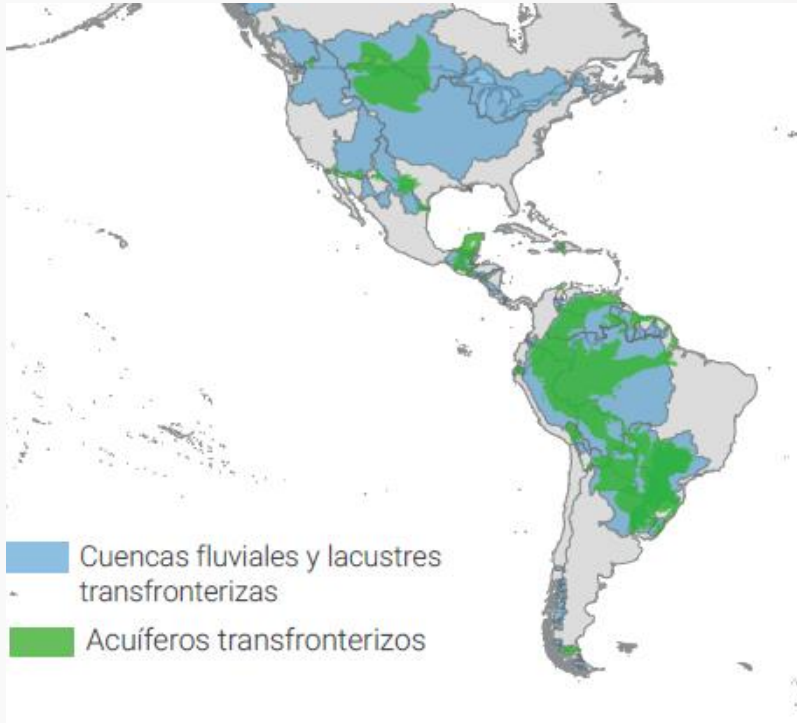 Cuencas fluviales y lacustres
transfronterizas
Acuíferos transfronterizos